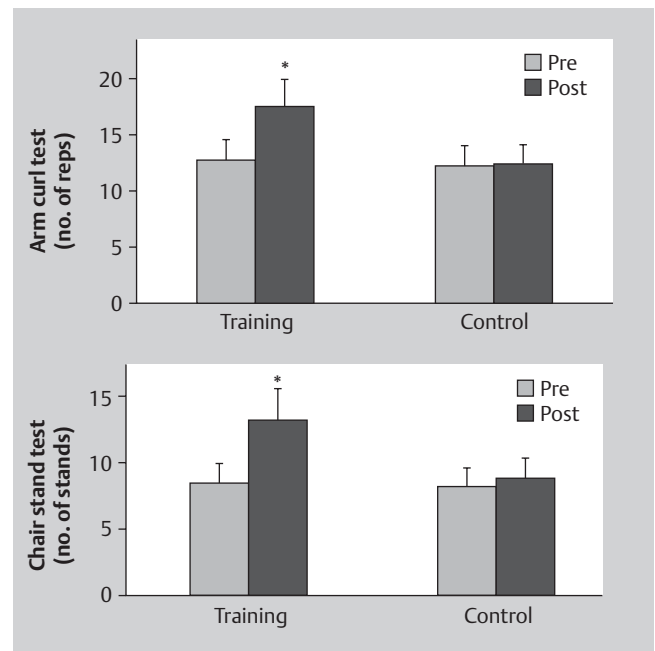 Arm curl test
(no. of reps)
20
15
10
5
0
*
Pre
Post
Training
Control
Chair stand test
(no. of stands)
15
10
5
0
*
Pre
Post
Training
Control